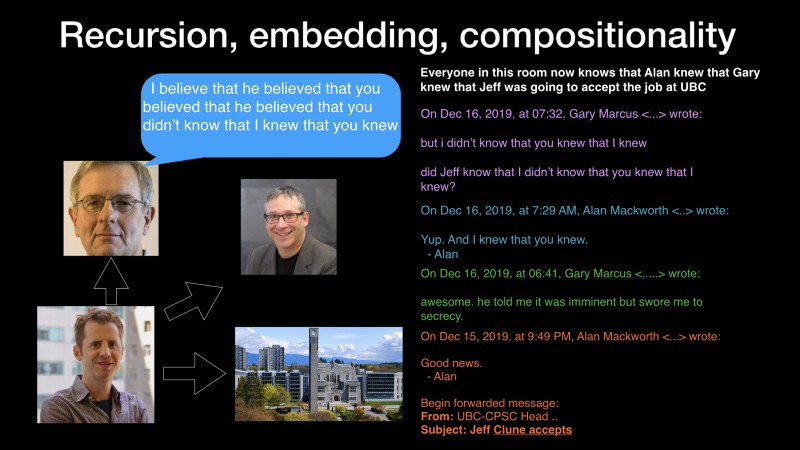 Recursion, embedding, compositionality
I believe that he believed that you
believed that he believed that you
didn't know that I knew that you knew
Everyone in this room now knows that Alan knew that Gary
knew that Jeff was going to accept the job at UBC
On Dec 16, 2019, at 07:32, Gary Marcus <...> wrote:
but i didn't know that you knew that I knew
did Jeff know that I didn't know that you knew that I
knew?
On Dec 16, 2019, at 7:29 AM, Alan Mackworth <..> wrote:
Yup. And I knew that you knew.
- Alan
On Dec 16, 2019, at 06:41, Gary Marcus <.....> wrote:
awesome. he told me it was imminent but swore me to
secrecy.
On Dec 15, 2019, at 9:49 PM, Alan Mackworth <...> wrote:
Good news.
- Alan
Begin forwarded message:
From: UBC-CPSC Head ..
Subject: Jeff Clune accepts